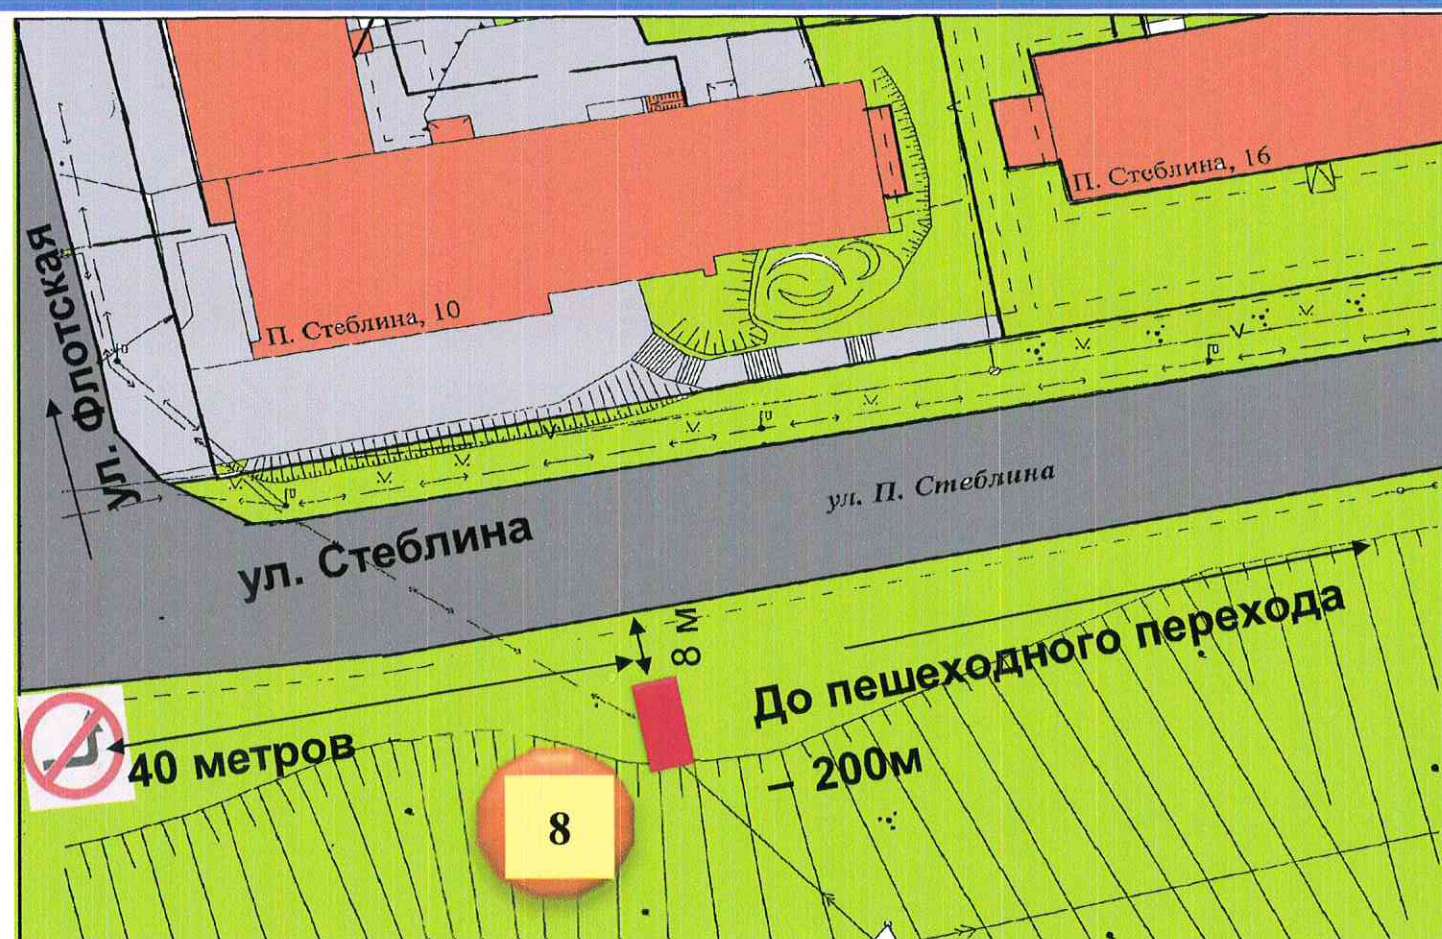 П. Стеблина, 16
ул. Флотская
П. Стеблина, 10
ул. П. Стеблина
ул. Стеблина
8 м
До пешеходного перехода
– 200м
40 метров
8